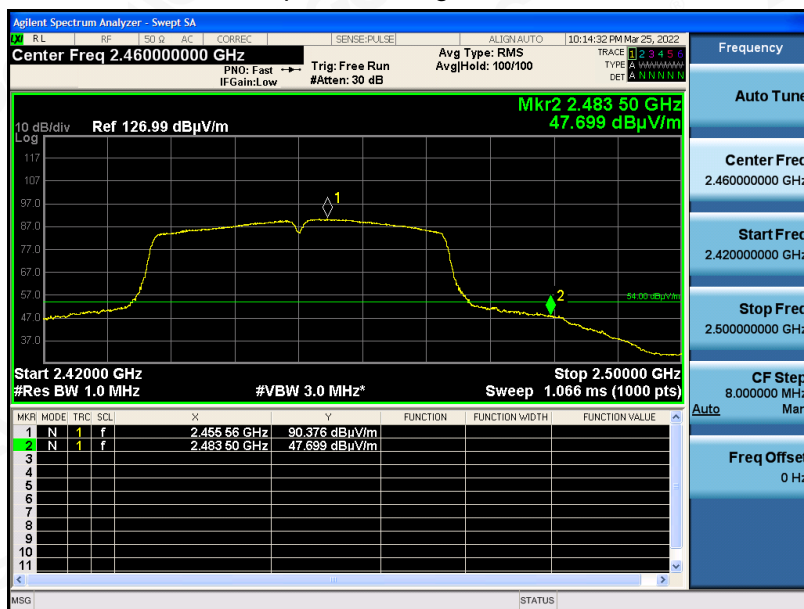 Agilent Spectrum Analyzer - Swept SA
LXI RL RF 50 Ω AC CORREC SENSE:PULSE ALIGN AUTO 10:14:32 PM Mar 25, 2022
Center Freq 2.460000000 GHz
PNO: Fast
IFGain:Low
Trig: Free Run
#Atten: 30 dB
Avg Type: RMS
Avg|Hold: 100/100
TRACE 1 2 3 4 5 6
TYPE A WWWWW
DET A N N N N N
Mkr2 2.483 50 GHz
47.699 dBµV/m
10 dB/div Ref 126.99 dBµV/m
Log
117
107
97.0
87.0
77.0
67.0
57.0
47.0
37.0
1
2
54.00 dBµV/m
Start 2.42000 GHz Stop 2.50000 GHz
#Res BW 1.0 MHz #VBW 3.0 MHz* Sweep 1.066 ms (1000 pts)
MKR MODE TRC SCL X Y FUNCTION FUNCTION WIDTH FUNCTION VALUE
1 N 1 f 2.455 56 GHz 90.376 dBµV/m
2 N 1 f 2.483 50 GHz 47.699 dBµV/m
3
4
5
6
7
8
9
10
11
MSG STATUS
Frequency
Auto Tune
Center Freq
2.460000000 GHz
Start Freq
2.420000000 GHz
Stop Freq
2.500000000 GHz
CF Step
8.000000 MHz
Auto Man
Freq Offset
0 Hz